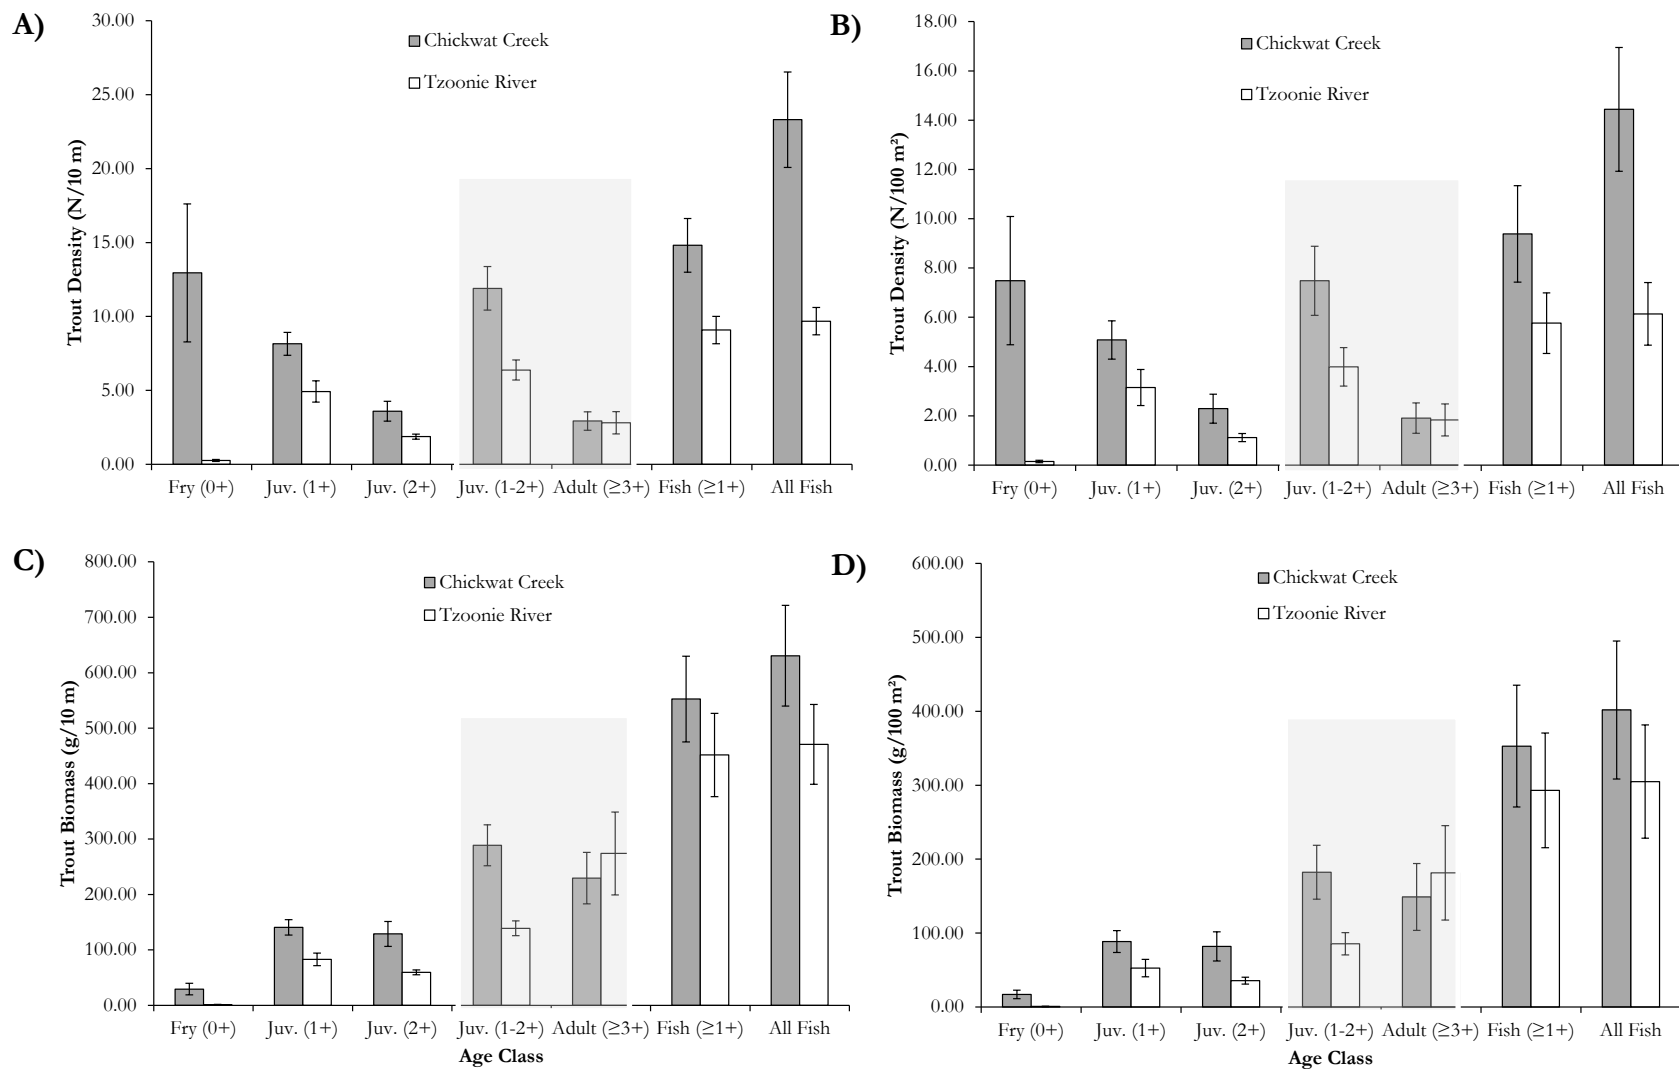 A)
Trout Density (N/10 m)
30.00
25.00
20.00
15.00
10.00
5.00
0.00
Chickwat Creek
Tzoonie River
Fry (0+) Juv. (1+) Juv. (2+) Juv. (1-2+) Adult (≥3+) Fish (≥1+) All Fish
B)
Trout Density (N/100 m²)
18.00
16.00
14.00
12.00
10.00
8.00
6.00
4.00
2.00
0.00
Chickwat Creek
Tzoonie River
Fry (0+) Juv. (1+) Juv. (2+) Juv. (1-2+) Adult (≥3+) Fish (≥1+) All Fish
C)
Trout Biomass (g/10 m)
800.00
700.00
600.00
500.00
400.00
300.00
200.00
100.00
0.00
Chickwat Creek
Tzoonie River
Fry (0+) Juv. (1+) Juv. (2+) Juv. (1-2+) Adult (≥3+) Fish (≥1+) All Fish
Age Class
D)
Trout Biomass (g/100 m²)
600.00
500.00
400.00
300.00
200.00
100.00
0.00
Chickwat Creek
Tzoonie River
Fry (0+) Juv. (1+) Juv. (2+) Juv. (1-2+) Adult (≥3+) Fish (≥1+) All Fish
Age Class